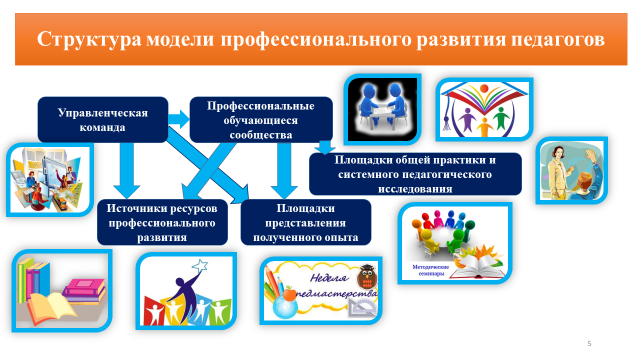 Структура модели профессионального развития педагогов
Управленческая
команда
Профессиональные
обучающиеся
сообщества
Площадки общей практики и
системного педагогического
исследования
Источники ресурсов
профессионального
развития
Площадки
представления
полученного опыта
Методические
семинары
Неделя
педмастерства
5